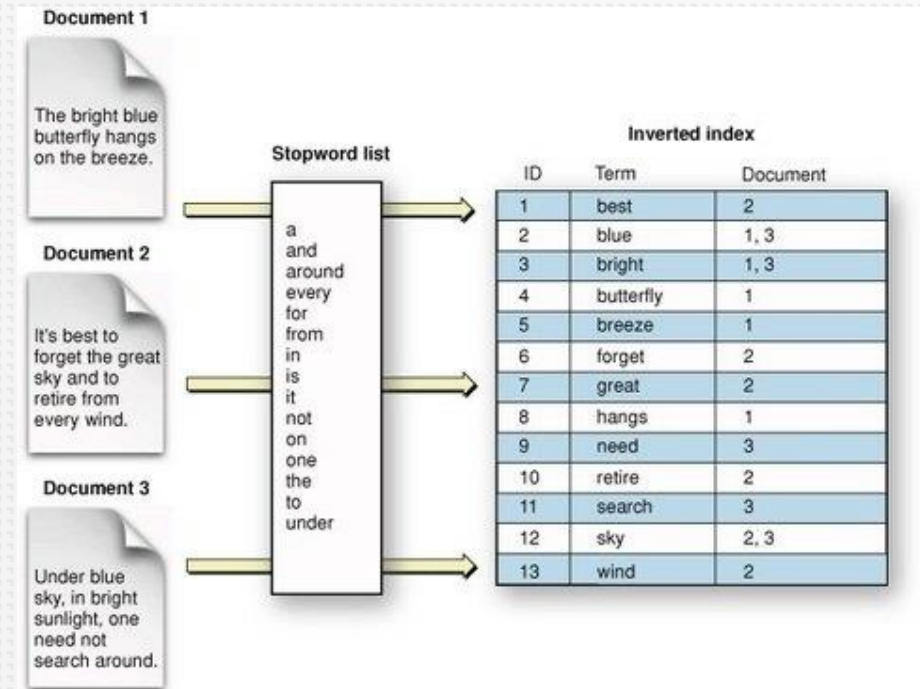 Document 1
The bright blue
butterfly hangs
on the breeze.
Document 2
It's best to
forget the great
sky and to
retire from
every wind.
Document 3
Under blue
sky, in bright
sunlight, one
need not
search around.
Stopword list
a
and
around
every
for
from
in
is
it
not
on
one
the
to
under
Inverted index
ID Term Document
1 best 2
2 blue 1, 3
3 bright 1, 3
4 butterfly 1
5 breeze 1
6 forget 2
7 great 2
8 hangs 1
9 need 3
10 retire 2
11 search 3
12 sky 2, 3
13 wind 2